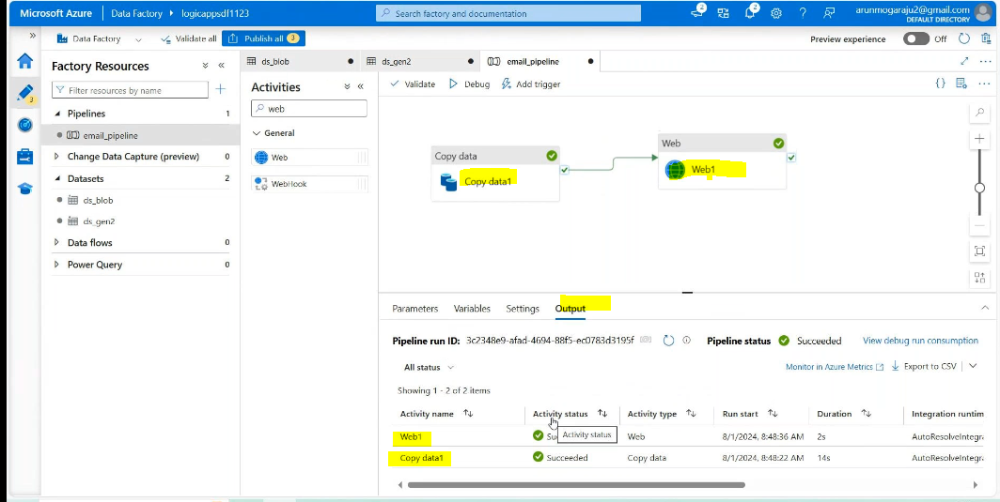 Microsoft Azure
Data Factory > logicappsdf1123
Search factory and documentation
2
2
arunmogaraju2@gmail.com
DEFAULT DIRECTORY
»
Data Factory
Validate all
Publish all 3
Preview experience
Off
3
Factory Resources
Filter resources by name
Pipelines 1
email_pipeline
Change Data Capture (preview) 0
Datasets 2
ds_blob
ds_gen2
Data flows 0
Power Query 0
ds_blob
ds_gen2
email_pipeline
Activities
web
General
Web
WebHook
Validate
Debug
Add trigger
Copy data
Copy data1
Web
Web1
Parameters
Variables
Settings
Output
Pipeline run ID: 3c2348e9-afad-4694-88f5-ec0783d3195f
Pipeline status Succeeded
View debug run consumption
All status
Monitor in Azure Metrics
Export to CSV
Showing 1 - 2 of 2 items
Activity name Activity status Activity type Run start Duration Integration runtim
Web1 Su Web 8/1/2024, 8:48:36 AM 2s AutoResolveIntegra
Activity status
Copy data1 Succeeded Copy data 8/1/2024, 8:48:22 AM 14s AutoResolveIntegra